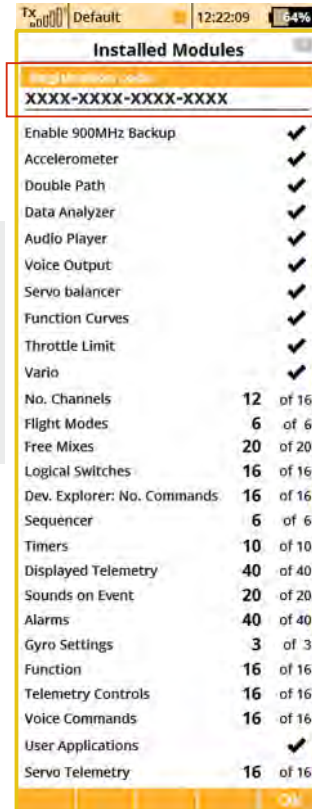 Tx Default 12:22:09 64%
Installed Modules
Registration code
XXXX-XXXX-XXXX-XXXX
Enable 900MHz Backup ✔
Accelerometer ✔
Double Path ✔
Data Analyzer ✔
Audio Player ✔
Voice Output ✔
Servo balancer ✔
Function Curves ✔
Throttle Limit ✔
Vario ✔
No. Channels 12 of 16
Flight Modes 6 of 6
Free Mixes 20 of 20
Logical Switches 16 of 16
Dev. Explorer: No. Commands 16 of 16
Sequencer 6 of 6
Timers 10 of 10
Displayed Telemetry 40 of 40
Sounds on Event 20 of 20
Alarms 40 of 40
Gyro Settings 3 of 3
Function 16 of 16
Telemetry Controls 16 of 16
Voice Commands 16 of 16
User Applications ✔
Servo Telemetry 16 of 16
Ok